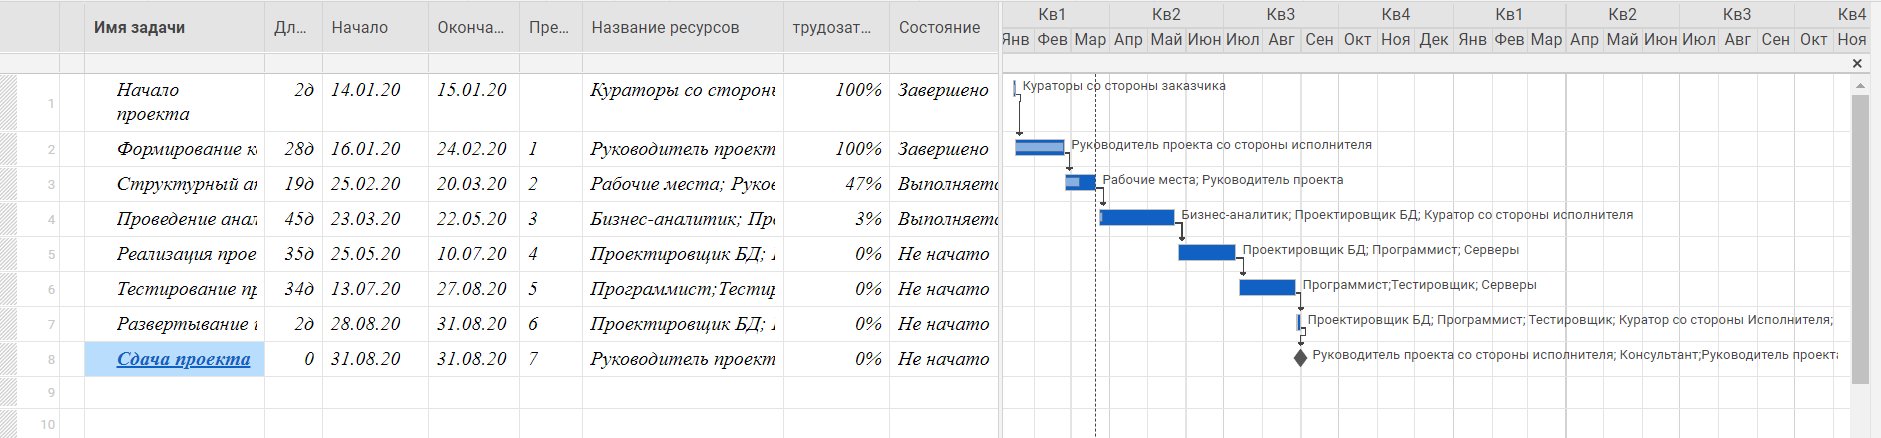 Кв1 Кв2 Кв3 Кв4 Кв1 Кв2 Кв3 Кв4
Имя задачи Дл... Начало Оконча... Пре... Название ресурсов трудозат... Состояние
Янв Фев Мар Апр Май Июн Июл Авг Сен Окт Ноя Дек Янв Фев Мар Апр Май Июн Июл Авг Сен Окт Ноя
1 Начало 2д 14.01.20 15.01.20 Кураторы со сторонь 100% Завершено Кураторы со стороны заказчика
проекта
2 Формирование к 28д 16.01.20 24.02.20 1 Руководитель проект 100% Завершено Руководитель проекта со стороны исполнителя
3 Структурный ан 19д 25.02.20 20.03.20 2 Рабочие места; Руко 47% Выполняетс Рабочие места; Руководитель проекта
4 Проведение анал 45д 23.03.20 22.05.20 3 Бизнес-аналитик; Про 3% Выполняетс Бизнес-аналитик; Проектировщик БД; Куратор со стороны исполнителя
5 Реализация прое 35д 25.05.20 10.07.20 4 Проектировщик БД; 0% Не начато Проектировщик БД; Программист; Серверы
6 Тестирование пр 34д 13.07.20 27.08.20 5 Программист;Тестир 0% Не начато Программист;Тестировщик; Серверы
7 Развертывание 2д 28.08.20 31.08.20 6 Проектировщик БД; 0% Не начато Проектировщик БД; Программист; Тестировщик; Куратор со стороны Исполнителя;
8 Сдача проекта 0 31.08.20 31.08.20 7 Руководитель проект 0% Не начато Руководитель проекта со стороны исполнителя; Консультант;Руководитель проекта
9
10